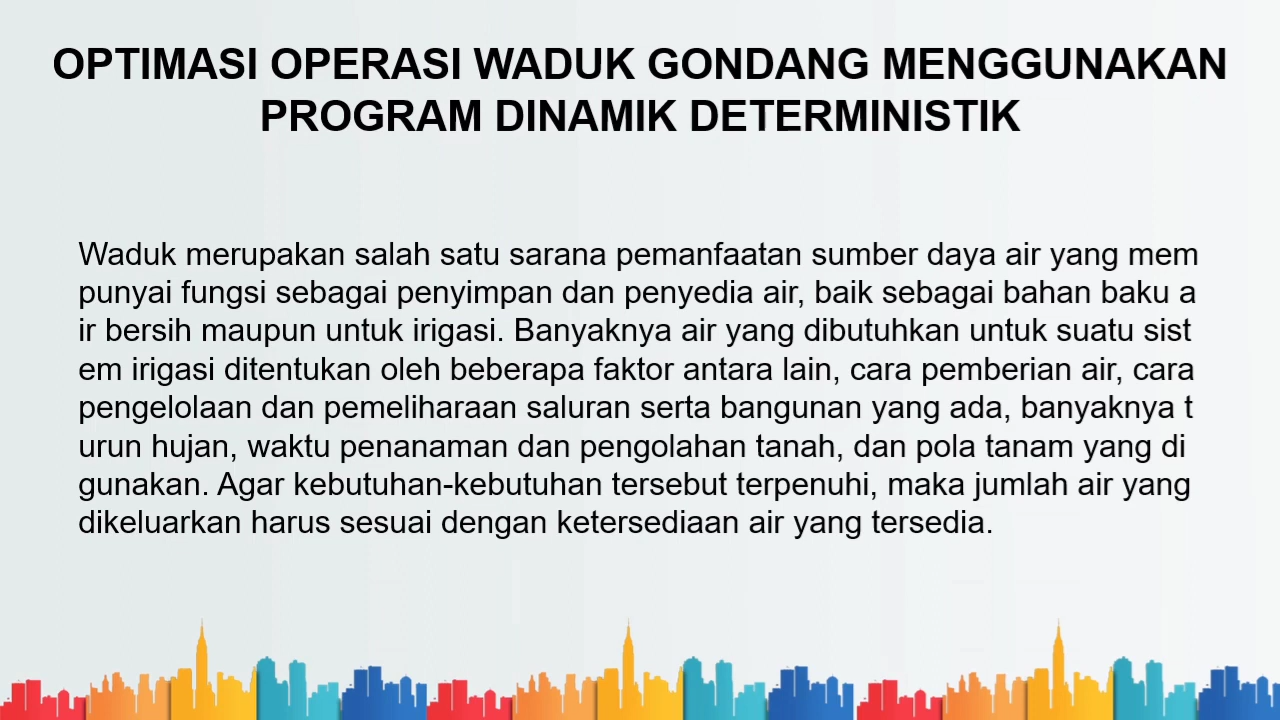 OPTIMASI OPERASI WADUK GONDANG MENGGUNAKAN
PROGRAM DINAMIK DETERMINISTIK
Waduk merupakan salah satu sarana pemanfaatan sumber daya air yang mem
punyai fungsi sebagai penyimpan dan penyedia air, baik sebagai bahan baku a
ir bersih maupun untuk irigasi. Banyaknya air yang dibutuhkan untuk suatu sist
em irigasi ditentukan oleh beberapa faktor antara lain, cara pemberian air, cara
pengelolaan dan pemeliharaan saluran serta bangunan yang ada, banyaknya t
urun hujan, waktu penanaman dan pengolahan tanah, dan pola tanam yang di
gunakan. Agar kebutuhan-kebutuhan tersebut terpenuhi, maka jumlah air yang
dikeluarkan harus sesuai dengan ketersediaan air yang tersedia.